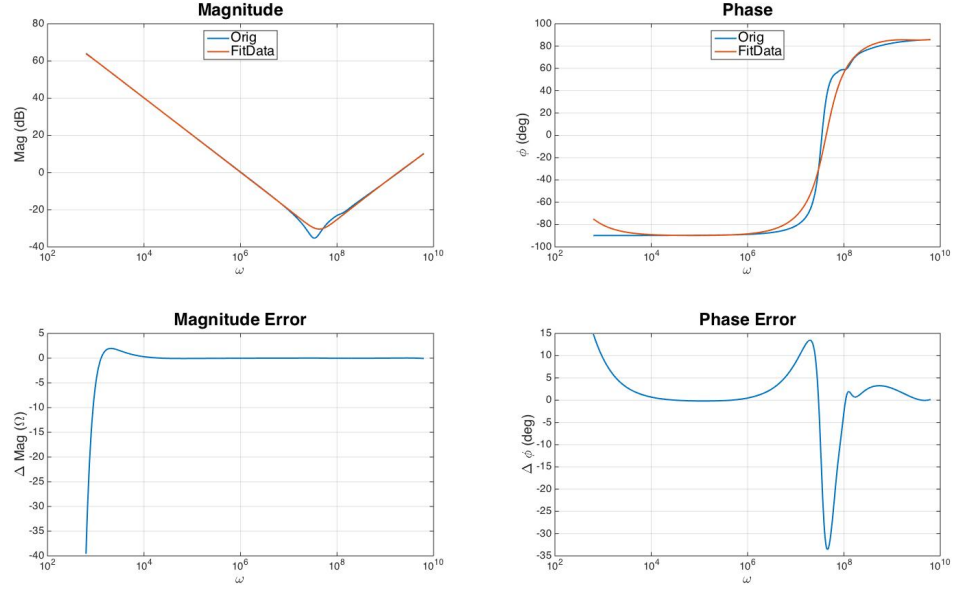 Magnitude
80
60
40
20
0
-20
-40
Mag (dB)
Orig
FitData
10^2 10^4 10^6 10^8 10^10
ω
Phase
100
80
60
40
20
0
-20
-40
-60
-80
-100
ϕ (deg)
Orig
FitData
10^2 10^4 10^6 10^8 10^10
ω
Magnitude Error
5
0
-5
-10
-15
-20
-25
-30
-35
-40
Δ Mag (Ω)
10^2 10^4 10^6 10^8 10^10
ω
Phase Error
15
10
5
0
-5
-10
-15
-20
-25
-30
-35
Δ ϕ (deg)
10^2 10^4 10^6 10^8 10^10
ω